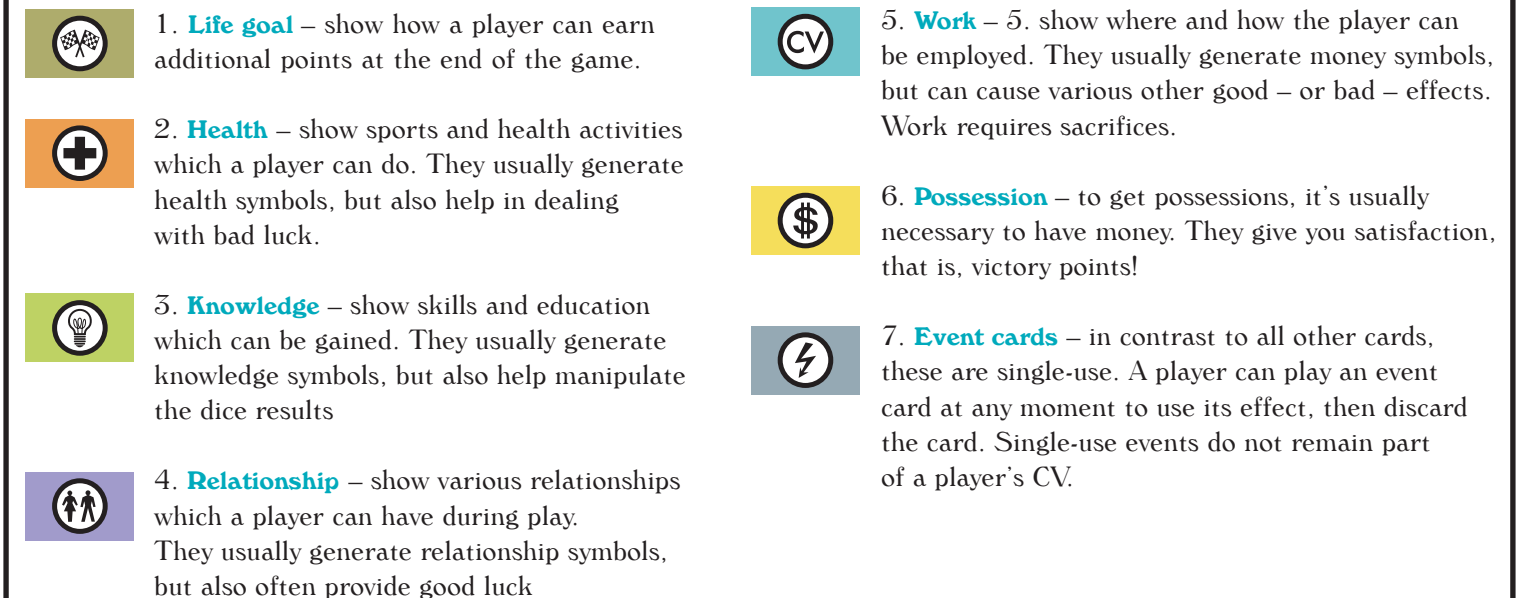 1. Life goal – show how a player can earn
additional points at the end of the game.
2. Health – show sports and health activities
which a player can do. They usually generate
health symbols, but also help in dealing
with bad luck.
3. Knowledge – show skills and education
which can be gained. They usually generate
knowledge symbols, but also help manipulate
the dice results
4. Relationship – show various relationships
which a player can have during play.
They usually generate relationship symbols,
but also often provide good luck
CV
5. Work – 5. show where and how the player can
be employed. They usually generate money symbols,
but can cause various other good – or bad – effects.
Work requires sacrifices.
$
6. Possession – to get possessions, it's usually
necessary to have money. They give you satisfaction,
that is, victory points!
7. Event cards – in contrast to all other cards,
these are single-use. A player can play an event
card at any moment to use its effect, then discard
the card. Single-use events do not remain part
of a player's CV.